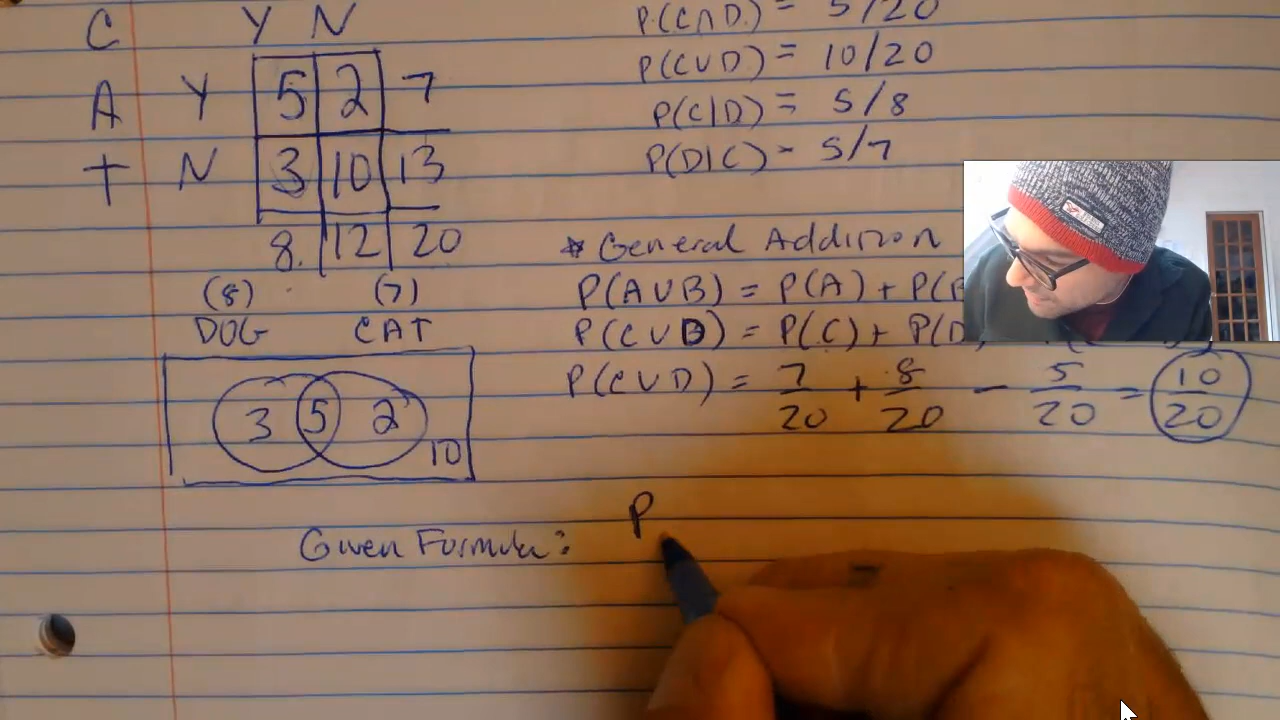 C Y N
A Y 5 2 7
T N 3 10 13
8. 12 20
(8) (7)
DOG CAT
3 5 2
10
P(C∩D) = 5/20
P(C∪D) = 10/20
P(C|D) = 5/8
P(D|C) = 5/7
* General Addition
P(A∪B) = P(A) + P(
P(C∪D) = P(C) + P(D
P(C∪D) = 7/20 + 8/20 - 5/20 = 10/20
Given Formula: P